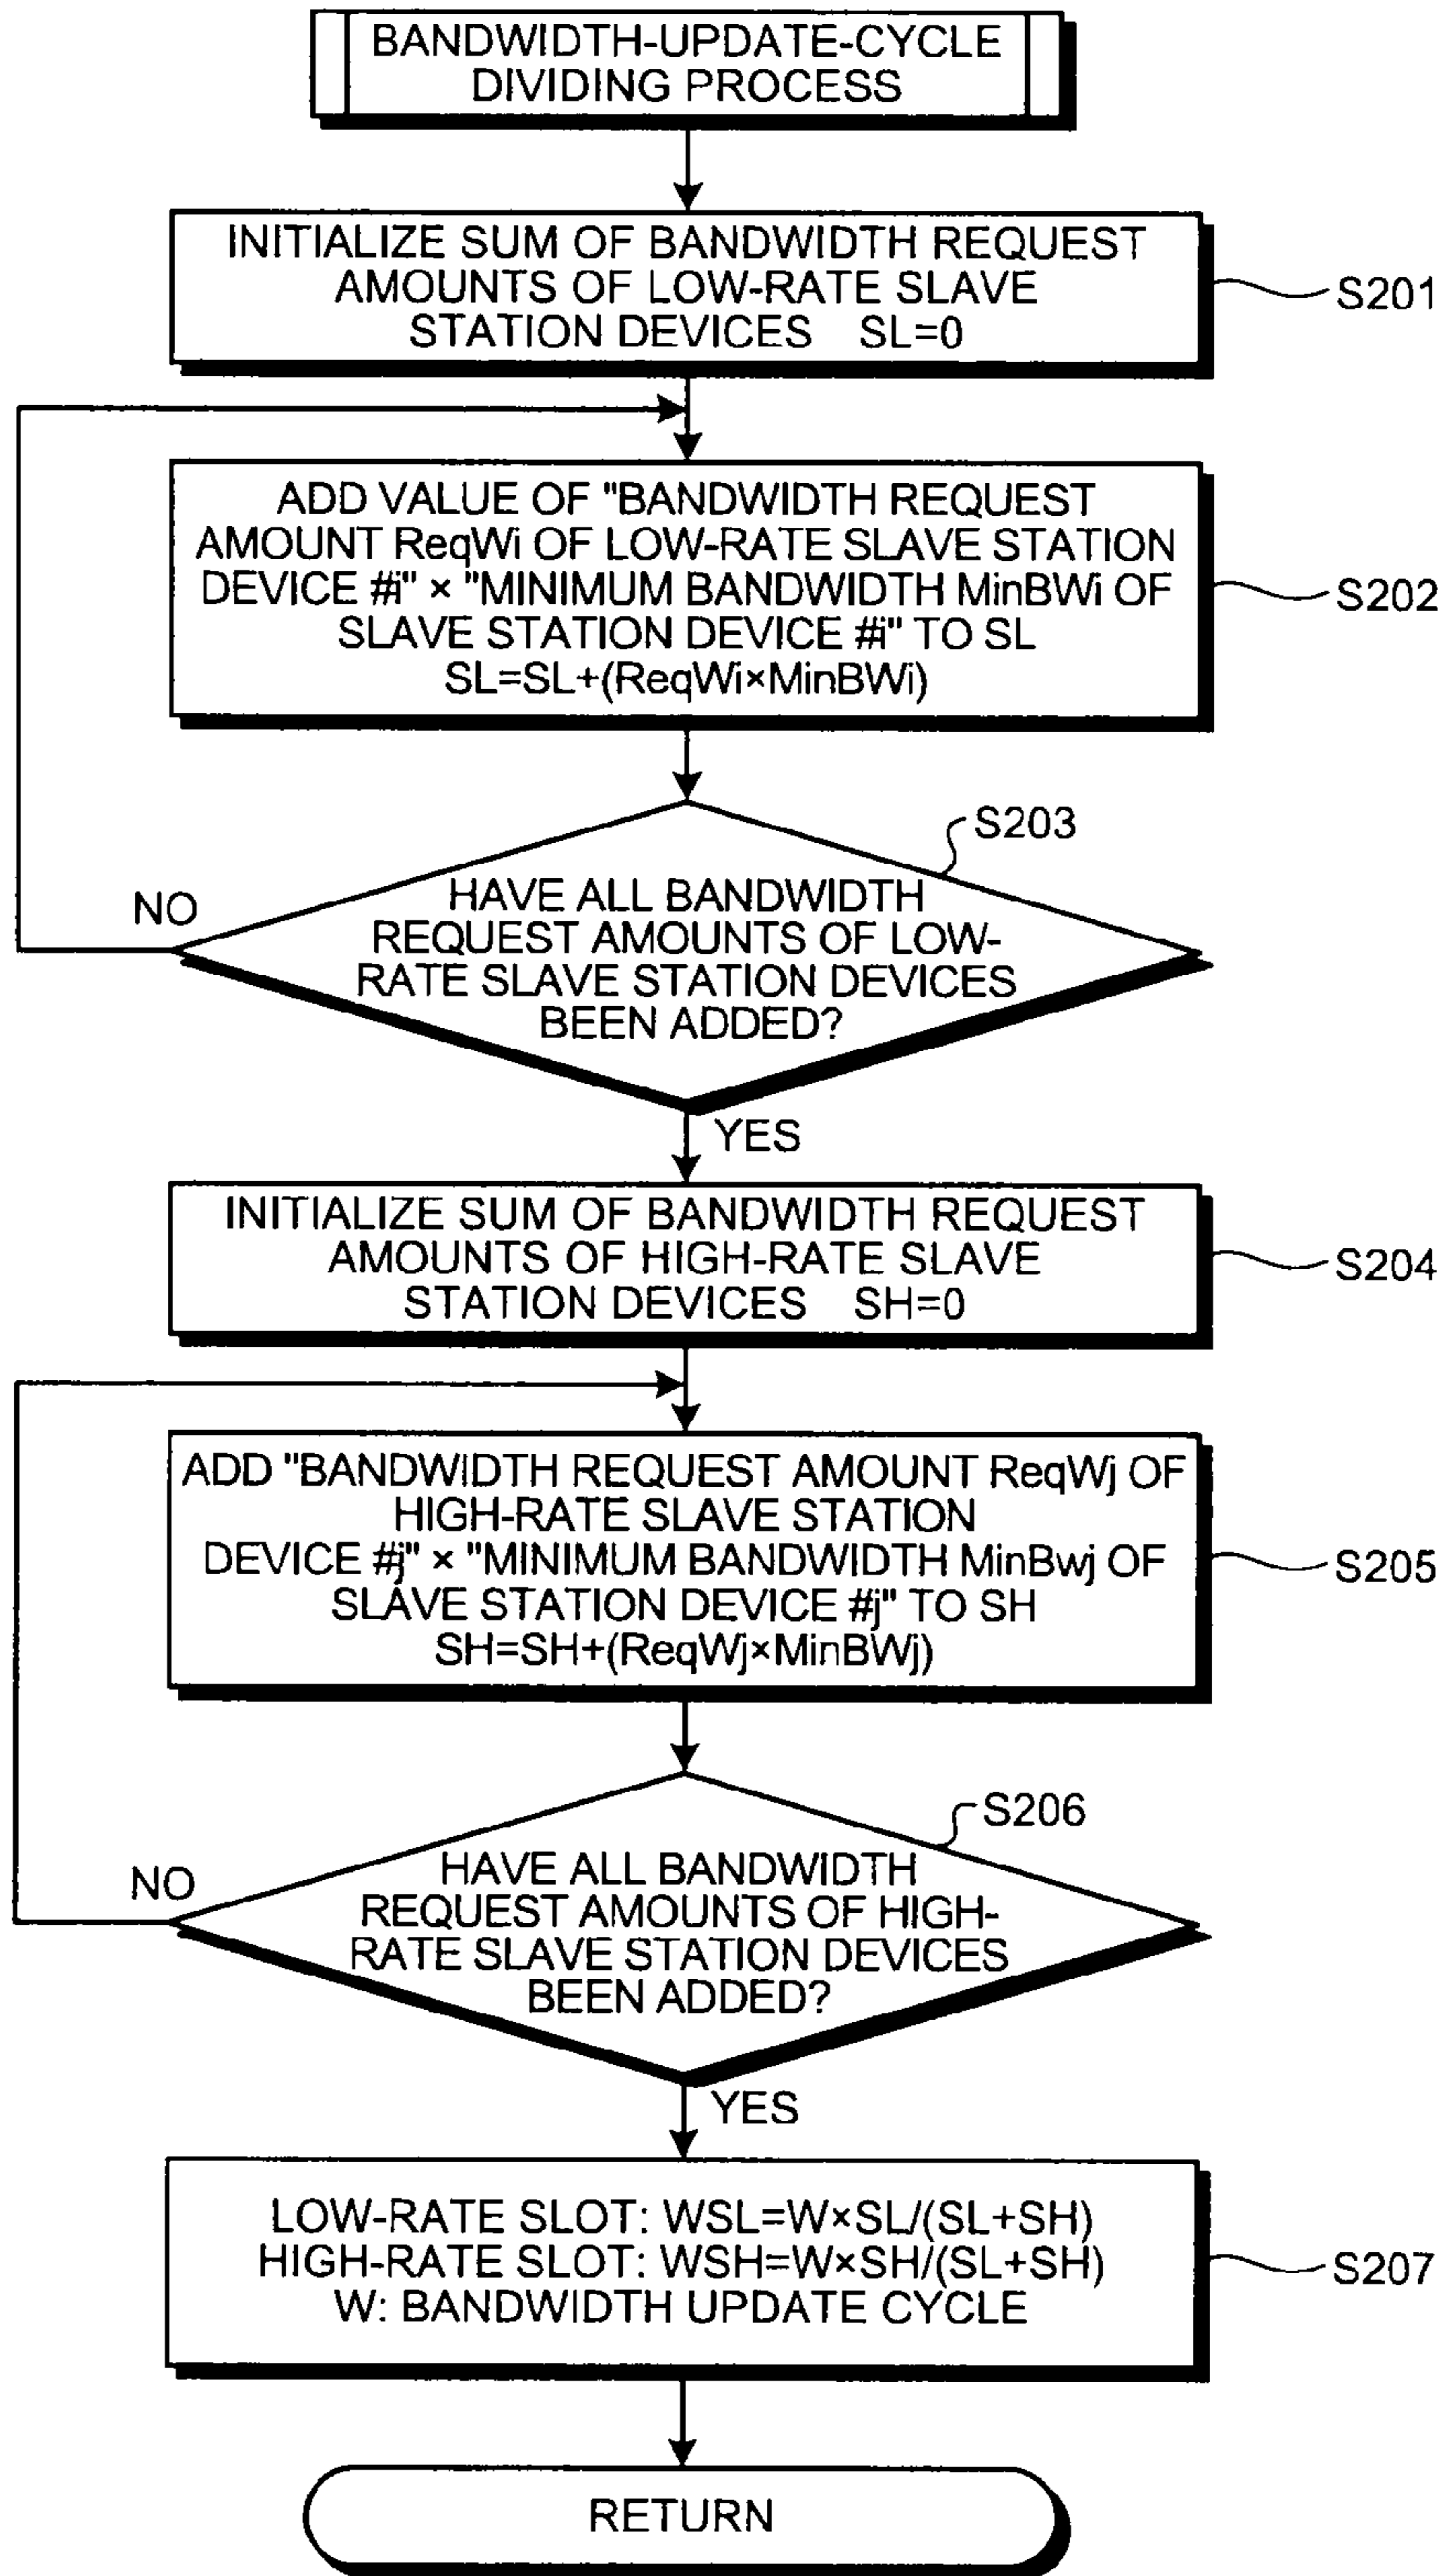 BANDWIDTH-UPDATE-CYCLE
DIVIDING PROCESS
INITIALIZE SUM OF BANDWIDTH REQUEST
AMOUNTS OF LOW-RATE SLAVE
STATION DEVICES SL=0
S201
ADD VALUE OF "BANDWIDTH REQUEST
AMOUNT ReqWi OF LOW-RATE SLAVE STATION
DEVICE #i" × "MINIMUM BANDWIDTH MinBWi OF
SLAVE STATION DEVICE #i" TO SL
SL=SL+(ReqWi×MinBWi)
S202
S203
HAVE ALL BANDWIDTH
REQUEST AMOUNTS OF LOW-
RATE SLAVE STATION DEVICES
BEEN ADDED?
NO
YES
INITIALIZE SUM OF BANDWIDTH REQUEST
AMOUNTS OF HIGH-RATE SLAVE
STATION DEVICES SH=0
S204
ADD "BANDWIDTH REQUEST AMOUNT ReqWj OF
HIGH-RATE SLAVE STATION
DEVICE #j" × "MINIMUM BANDWIDTH MinBwj OF
SLAVE STATION DEVICE #j" TO SH
SH=SH+(ReqWj×MinBWj)
S205
S206
HAVE ALL BANDWIDTH
REQUEST AMOUNTS OF HIGH-
RATE SLAVE STATION DEVICES
BEEN ADDED?
NO
YES
LOW-RATE SLOT: WSL=W×SL/(SL+SH)
HIGH-RATE SLOT: WSH=W×SH/(SL+SH)
W: BANDWIDTH UPDATE CYCLE
S207
RETURN